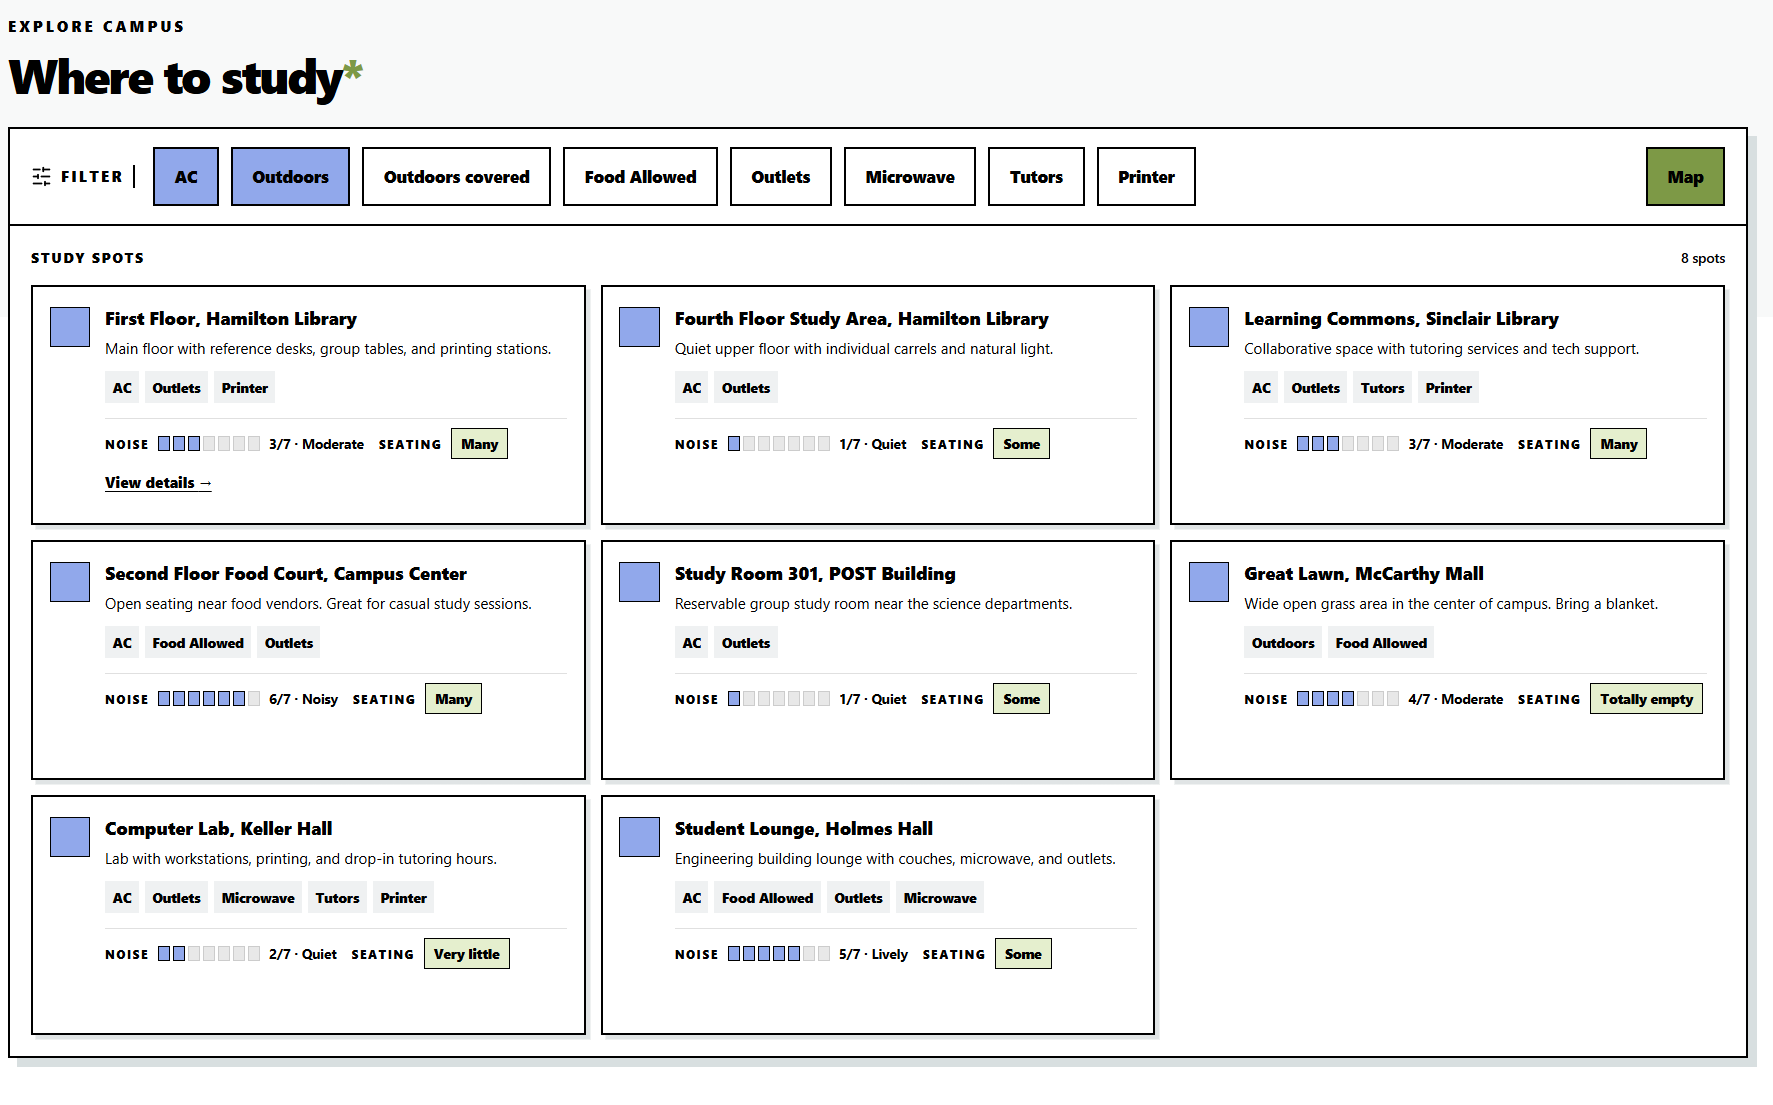 EXPLORE CAMPUS
Where to study*
FILTER
AC
Outdoors
Outdoors covered
Food Allowed
Outlets
Microwave
Tutors
Printer
Map
STUDY SPOTS
8 spots
First Floor, Hamilton Library
Main floor with reference desks, group tables, and printing stations.
AC Outlets Printer
NOISE 3/7 · Moderate SEATING Many
View details →
Fourth Floor Study Area, Hamilton Library
Quiet upper floor with individual carrels and natural light.
AC Outlets
NOISE 1/7 · Quiet SEATING Some
Learning Commons, Sinclair Library
Collaborative space with tutoring services and tech support.
AC Outlets Tutors Printer
NOISE 3/7 · Moderate SEATING Many
Second Floor Food Court, Campus Center
Open seating near food vendors. Great for casual study sessions.
AC Food Allowed Outlets
NOISE 6/7 · Noisy SEATING Many
Study Room 301, POST Building
Reservable group study room near the science departments.
AC Outlets
NOISE 1/7 · Quiet SEATING Some
Great Lawn, McCarthy Mall
Wide open grass area in the center of campus. Bring a blanket.
Outdoors Food Allowed
NOISE 4/7 · Moderate SEATING Totally empty
Computer Lab, Keller Hall
Lab with workstations, printing, and drop-in tutoring hours.
AC Outlets Microwave Tutors Printer
NOISE 2/7 · Quiet SEATING Very little
Student Lounge, Holmes Hall
Engineering building lounge with couches, microwave, and outlets.
AC Food Allowed Outlets Microwave
NOISE 5/7 · Lively SEATING Some